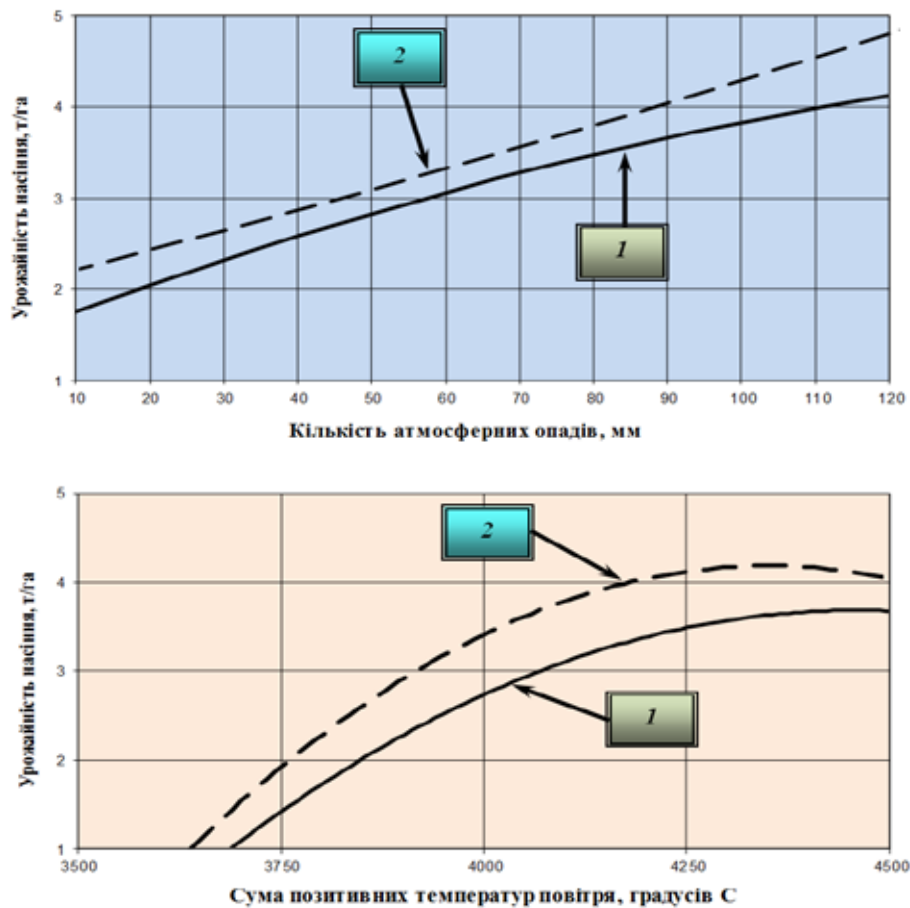 5
2
4
Урожайність насіння, т/га
3
1
2
1
10 20 30 40 50 60 70 80 90 100 110 120
Кількість атмосферних опадів, мм
5
2
4
Урожайність насіння, т/га
3
1
2
1
3500 3750 4000 4250 4500
Сума позитивних температур повітря, градусів С